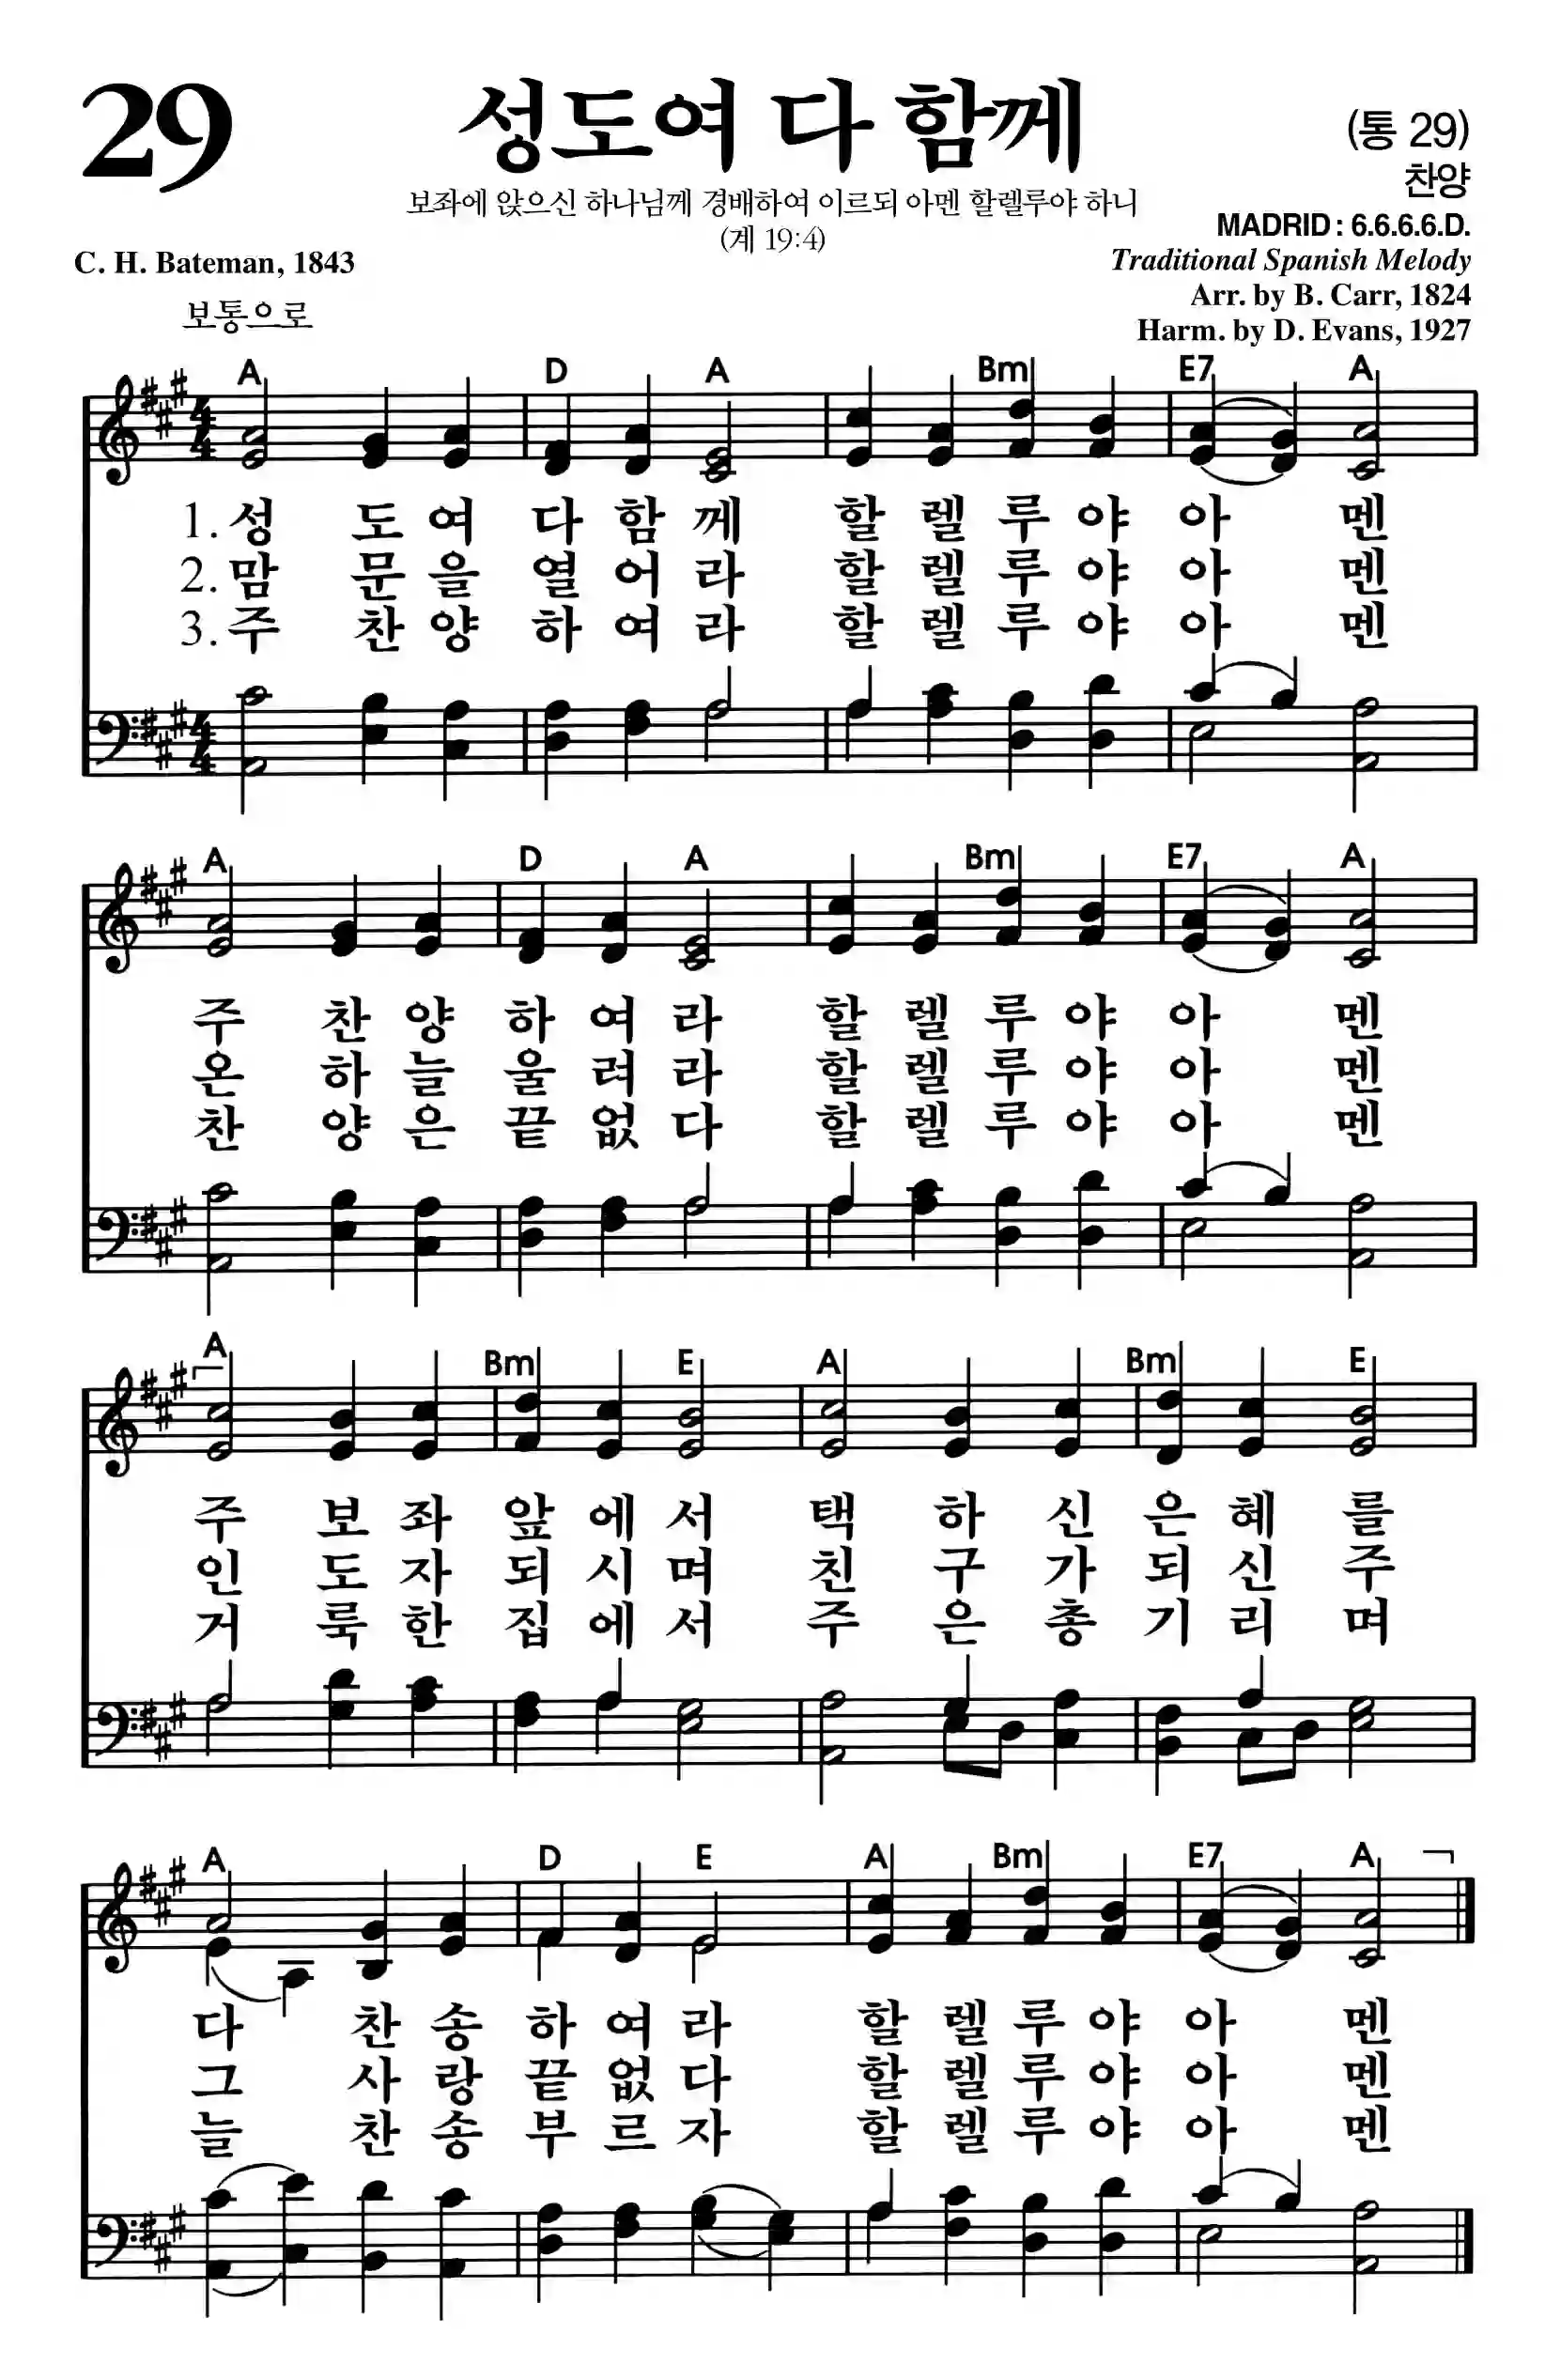 29
성도여 다 함께
(통 29)
찬양
보좌에 앉으신 하나님께 경배하여 이르되 아멘 할렐루야 하니
(계 19:4)
MADRID : 6.6.6.6.D.
C. H. Bateman, 1843
Traditional Spanish Melody
Arr. by B. Carr, 1824
보통으로
Harm. by D. Evans, 1927
A D A Bm E7 A
4 4
1. 성 도 여 다 함 께 할 렐 루 야 아 멘
2. 맘 문 을 열 어 라 할 렐 루 야 아 멘
3. 주 찬 양 하 여 라 할 렐 루 야 아 멘
4 4
A D A Bm E7 A
주 찬 양 하 여 라 할 렐 루 야 아 멘
온 하 늘 울 려 라 할 렐 루 야 아 멘
찬 양 은 끝 없 다 할 렐 루 야 아 멘
A Bm E A Bm E
주 보 좌 앞 에 서 택 하 신 은 혜 를
인 도 자 되 시 며 친 구 가 되 신 주
거 룩 한 집 에 서 주 은 총 기 리 며
A D E A Bm E7 A
다 찬 송 하 여 라 할 렐 루 야 아 멘
그 사 랑 끝 없 다 할 렐 루 야 아 멘
늘 찬 송 부 르 자 할 렐 루 야 아 멘